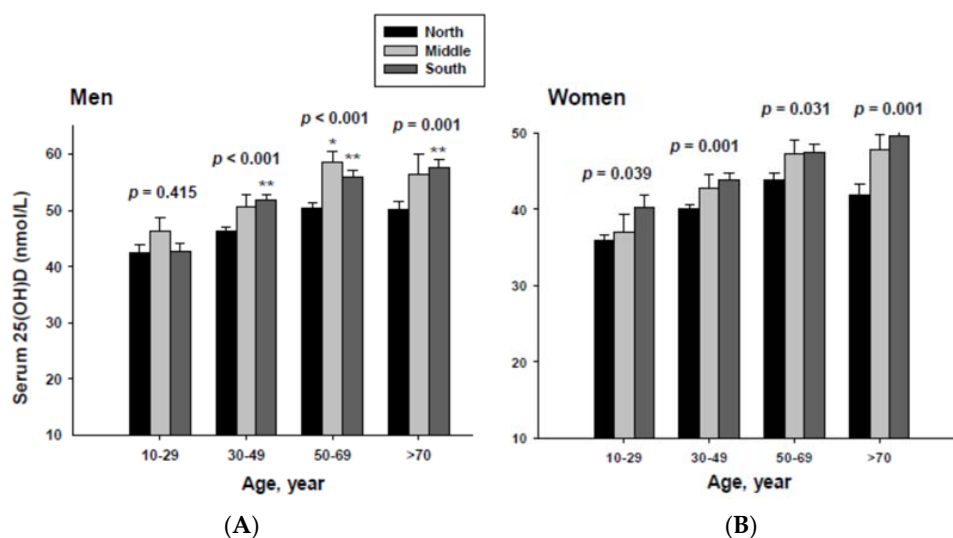 North
Middle
South
Men
Women
p < 0.001
p = 0.001
p < 0.001
p = 0.415
* ** ** **
p = 0.031
p = 0.001
p = 0.001
p = 0.039
Serum 25(OH)D (nmol/L)
60
50
40
30
20
10
50
40
30
20
10
10-29 30-49 50-69 >70
10-29 30-49 50-69 >70
Age, year
Age, year
(A)
(B)